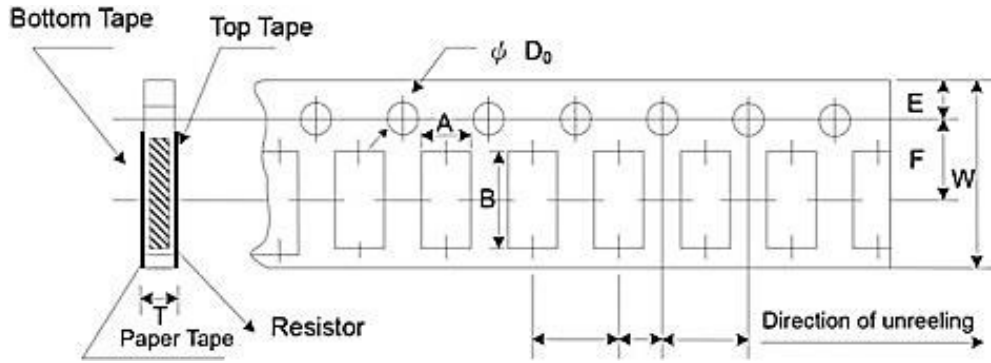 Bottom Tape
Top Tape
ψ D₀
E
A
F
W
B
T
Paper Tape
Resistor
Direction of unreeling